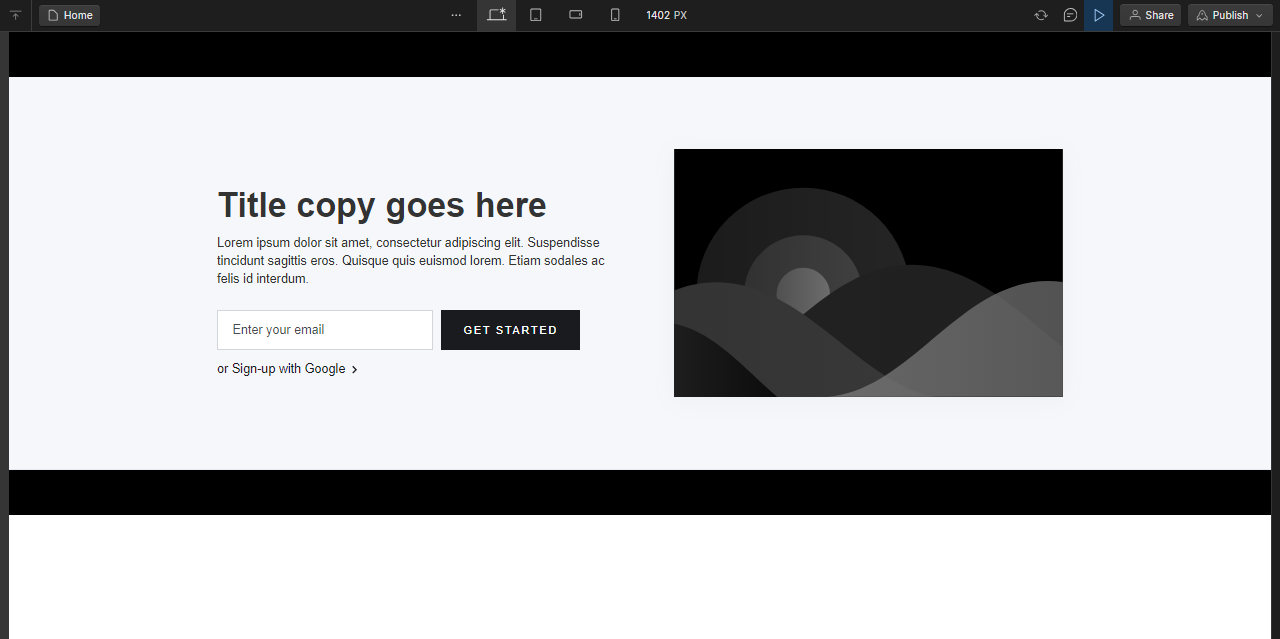 Home
1402 PX
Share
Publish
Title copy goes here
Lorem ipsum dolor sit amet, consectetur adipiscing elit. Suspendisse
tincidunt sagittis eros. Quisque quis euismod lorem. Etiam sodales ac
felis id interdum.
Enter your email
GET STARTED
or Sign-up with Google